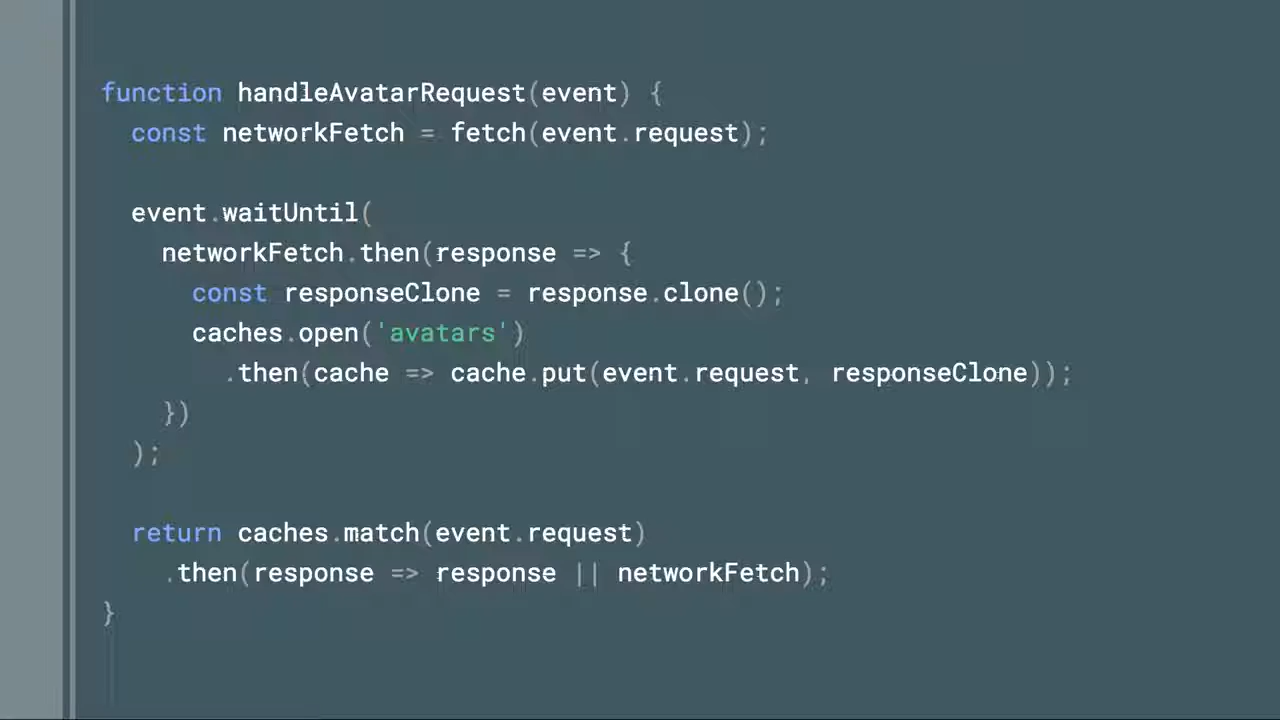 function handleAvatarRequest(event) {
  const networkFetch = fetch(event.request);
  event.waitUntil(
    networkFetch.then(response => {
      const responseClone = response.clone();
      caches.open('avatars')
        .then(cache => cache.put(event.request, responseClone));
    })
  );
  return caches.match(event.request)
    .then(response => response || networkFetch);
}